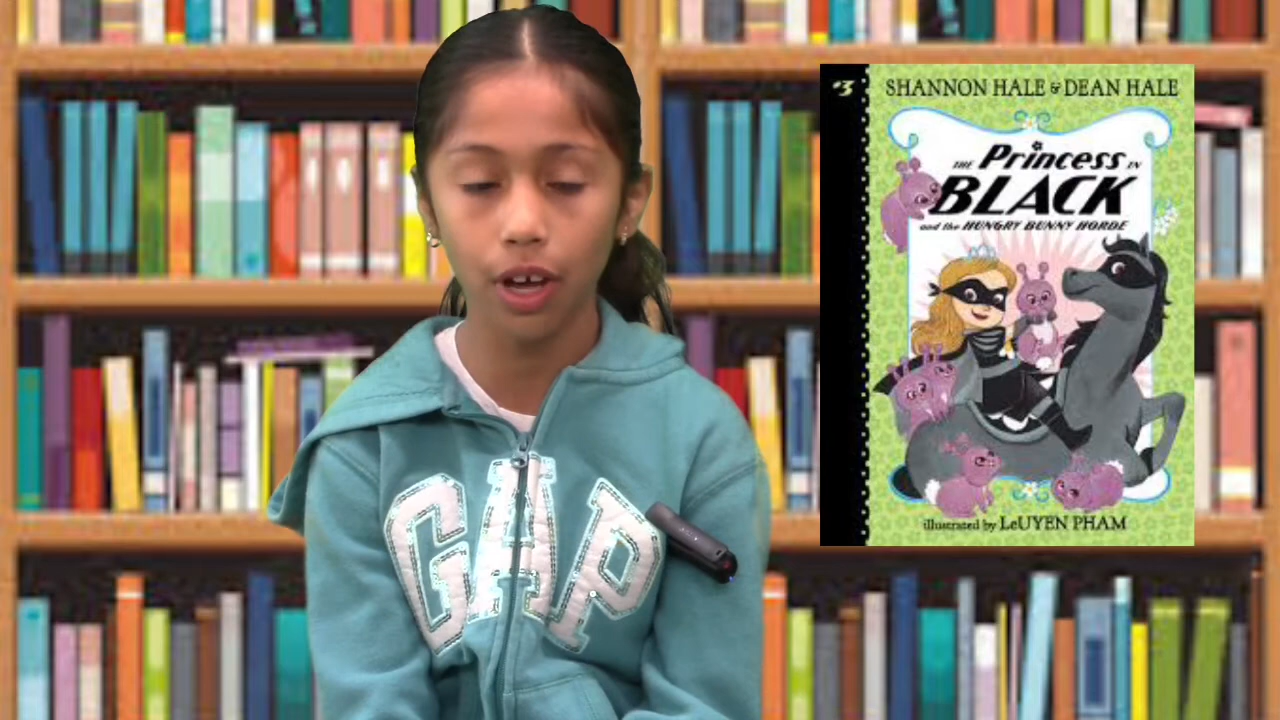 GAP
#3
SHANNON HALE & DEAN HALE
THE Princess IN
BLACK
and the HUNGRY BUNNY HORDE
illustrated by LeUYEN PHAM